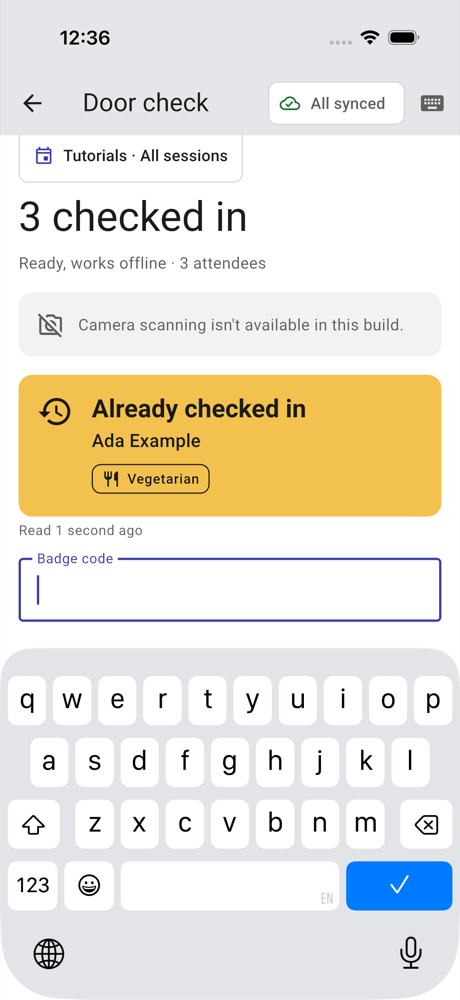 12:36
Door check
All synced
Tutorials · All sessions
3 checked in
Ready, works offline · 3 attendees
Camera scanning isn't available in this build.
Already checked in
Ada Example
Vegetarian
Read 1 second ago
Badge code
q w e r t y u i o p
a s d f g h j k l
z x c v b n m
123
EN